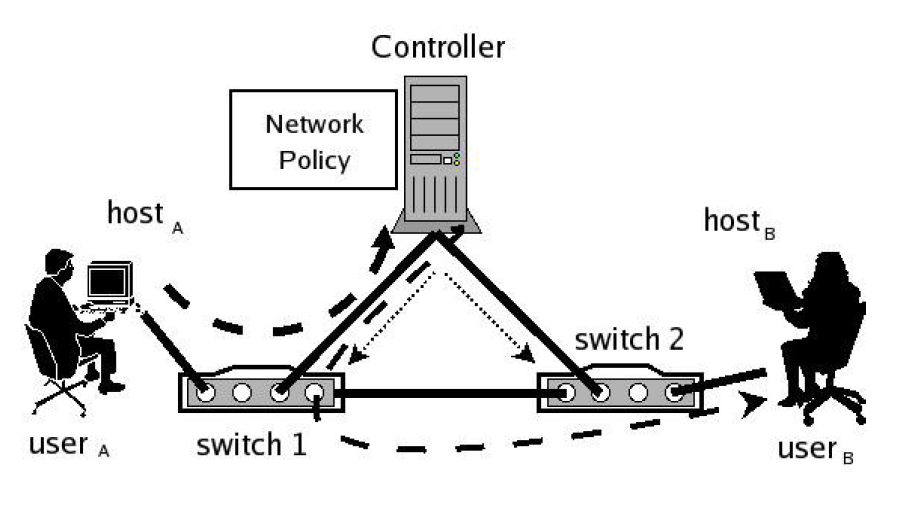 Controller
Network
Policy
host A
host B
switch 2
switch 1
user A
user B